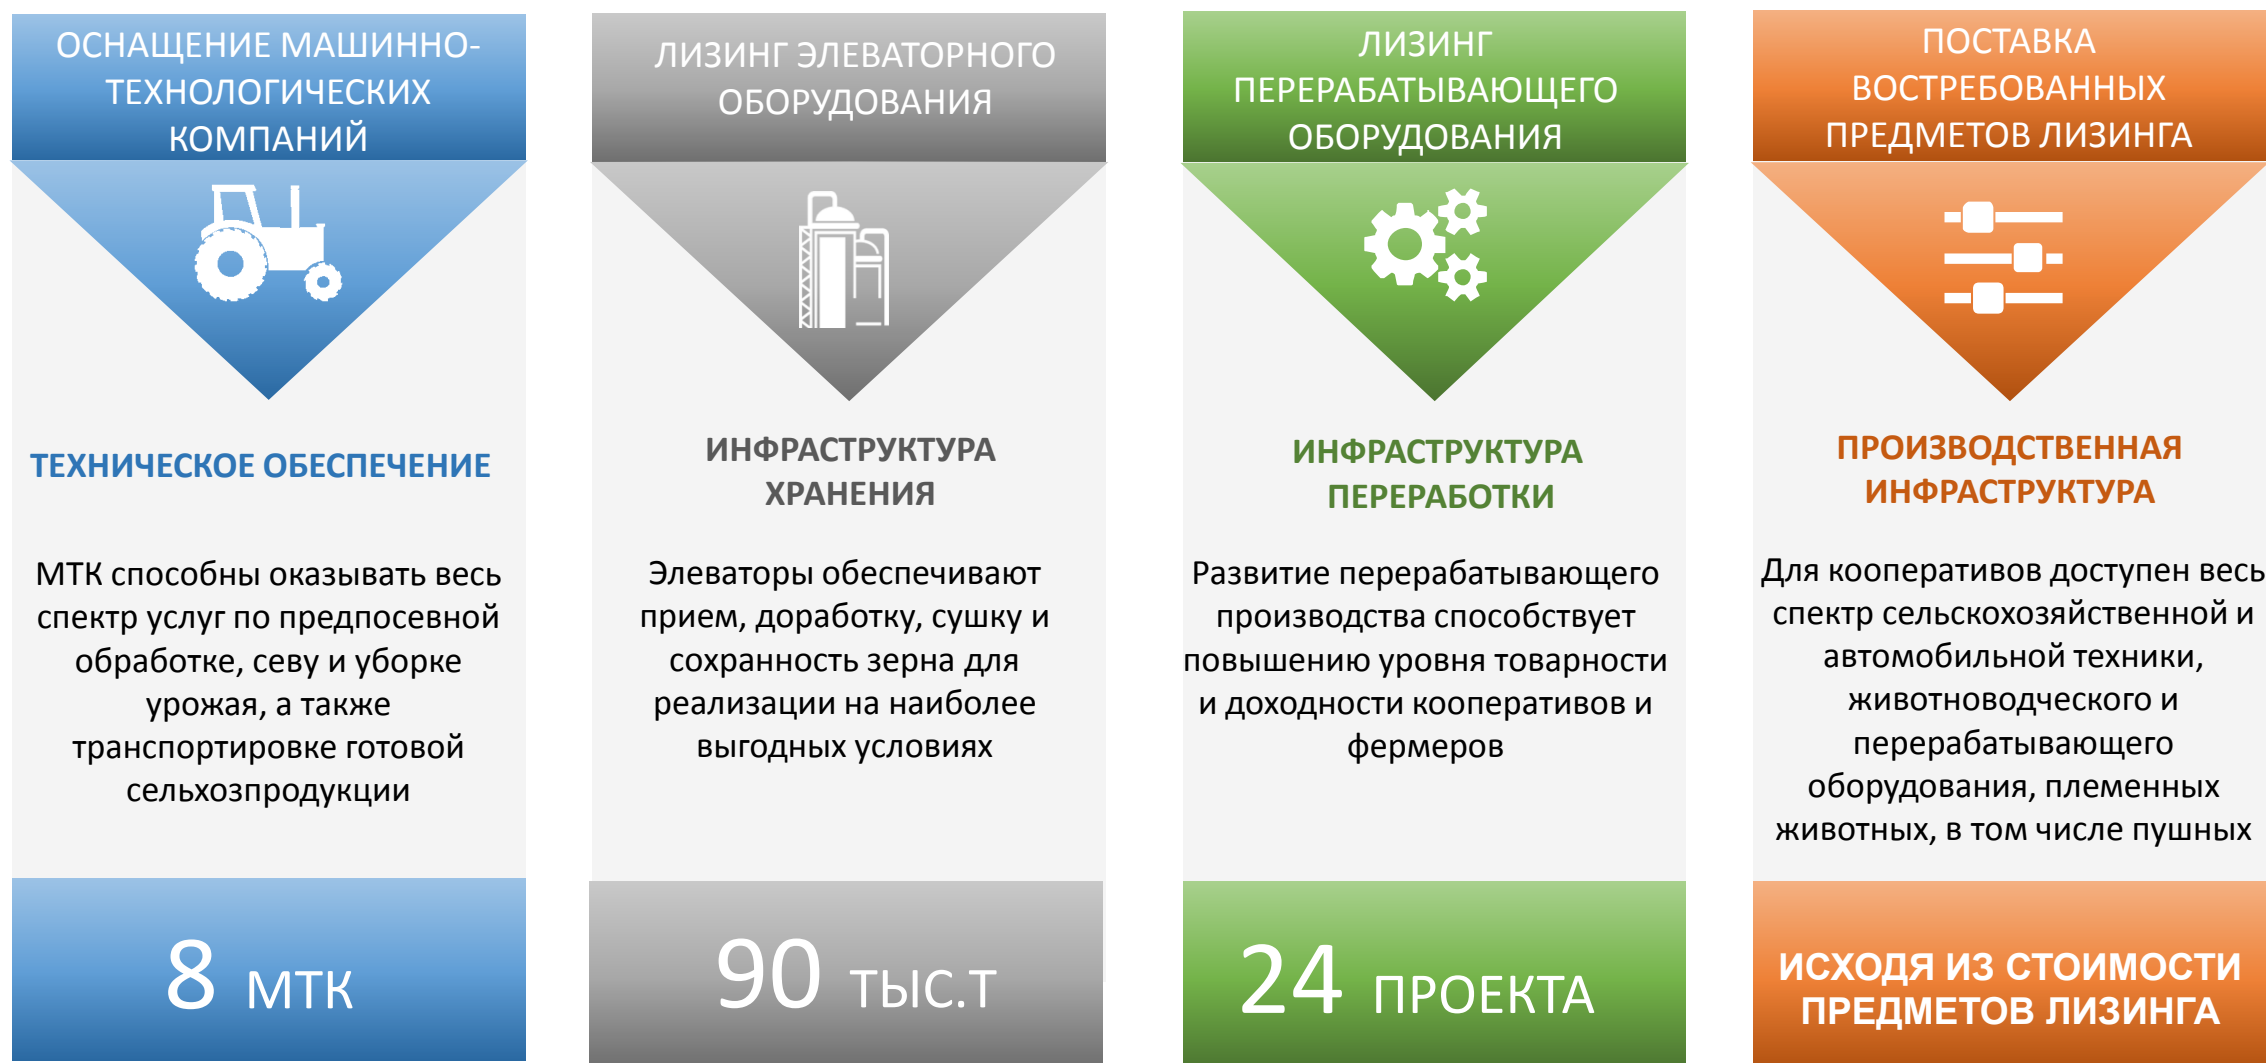 ОСНАЩЕНИЕ МАШИННО-
ТЕХНОЛОГИЧЕСКИХ
КОМПАНИЙ
ТЕХНИЧЕСКОЕ ОБЕСПЕЧЕНИЕ
МТК способны оказывать весь
спектр услуг по предпосевной
обработке, севу и уборке
урожая, а также
транспортировке готовой
сельхозпродукции
8 МТК
ЛИЗИНГ ЭЛЕВАТОРНОГО
ОБОРУДОВАНИЯ
ИНФРАСТРУКТУРА
ХРАНЕНИЯ
Элеваторы обеспечивают
прием, доработку, сушку и
сохранность зерна для
реализации на наиболее
выгодных условиях
90 ТЫС.Т
ЛИЗИНГ
ПЕРЕРАБАТЫВАЮЩЕГО
ОБОРУДОВАНИЯ
ИНФРАСТРУКТУРА
ПЕРЕРАБОТКИ
Развитие перерабатывающего
производства способствует
повышению уровня товарности
и доходности кооперативов и
фермеров
24 ПРОЕКТА
ПОСТАВКА
ВОСТРЕБОВАННЫХ
ПРЕДМЕТОВ ЛИЗИНГА
ПРОИЗВОДСТВЕННАЯ
ИНФРАСТРУКТУРА
Для кооперативов доступен весь
спектр сельскохозяйственной и
автомобильной техники,
животноводческого и
перерабатывающего
оборудования, племенных
животных, в том числе пушных
ИСХОДЯ ИЗ СТОИМОСТИ
ПРЕДМЕТОВ ЛИЗИНГА